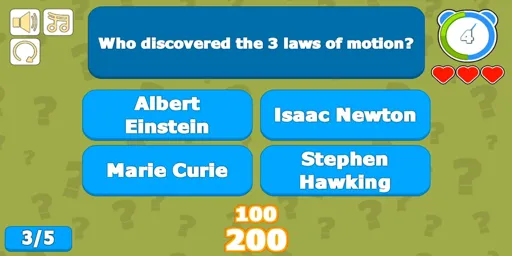 Who discovered the 3 laws of motion?
4
Albert
Einstein
Isaac Newton
Marie Curie
Stephen
Hawking
100
200
3/5